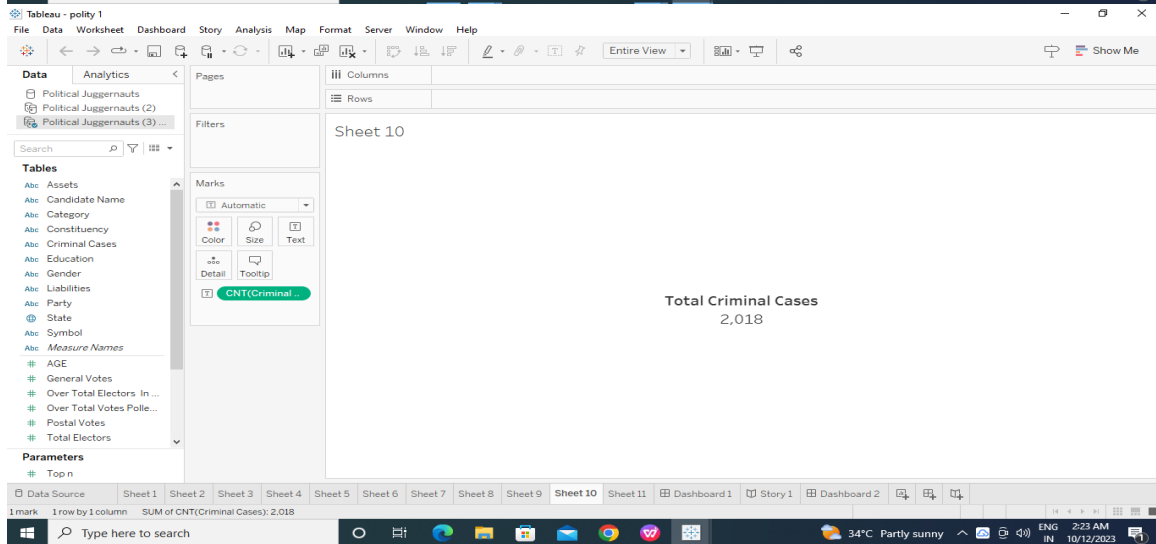 Tableau - polity 1
File Data Worksheet Dashboard Story Analysis Map Format Server Window Help
Entire View
Show Me
Data Analytics
Pages
iii Columns
Rows
Political Juggernauts
Political Juggernauts (2)
Political Juggernauts (3) ...
Filters
Sheet 10
Search
Tables
Abc Assets
Abc Candidate Name
Abc Category
Abc Constituency
Abc Criminal Cases
Abc Education
Abc Gender
Abc Liabilities
Abc Party
State
Abc Symbol
Abc Measure Names
# AGE
# General Votes
# Over Total Electors In ...
# Over Total Votes Polle...
# Postal Votes
# Total Electors
Parameters
# Top n
Marks
T Automatic
Color Size Text
Detail Tooltip
T CNT(Criminal ..
Total Criminal Cases
2,018
Data Source Sheet 1 Sheet 2 Sheet 3 Sheet 4 Sheet 5 Sheet 6 Sheet 7 Sheet 8 Sheet 9 Sheet 10 Sheet 11 Dashboard 1 Story 1 Dashboard 2
1 mark 1 row by 1 column SUM of CNT(Criminal Cases): 2,018
Type here to search
34°C Partly sunny
ENG
IN
2:23 AM
10/12/2023